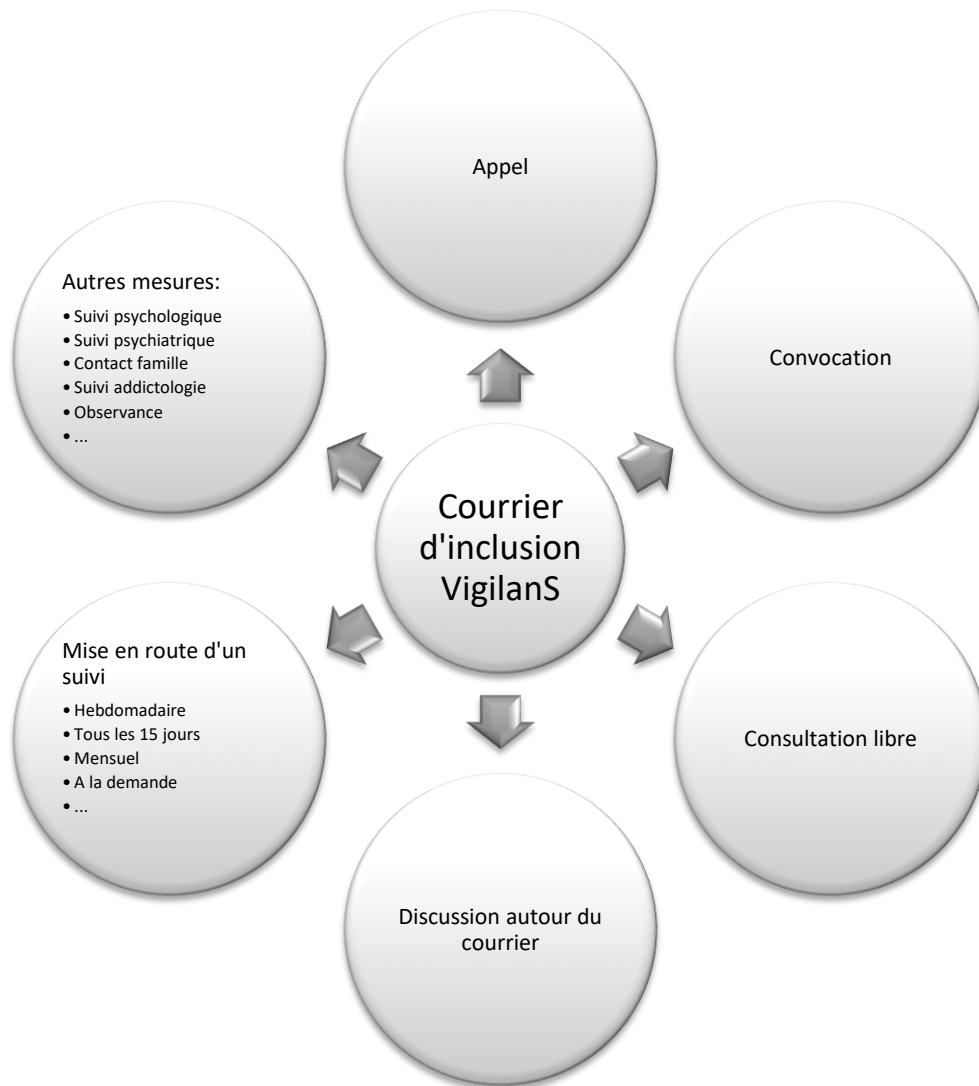 Appel
Autres mesures:
• Suivi psychologique
• Suivi psychiatrique
• Contact famille
• Suivi addictologie
• Observance
• ...
Convocation
Courrier
d'inclusion
VigilanS
Mise en route d'un
suivi
• Hebdomadaire
• Tous les 15 jours
• Mensuel
• A la demande
• ...
Consultation libre
Discussion autour du
courrier